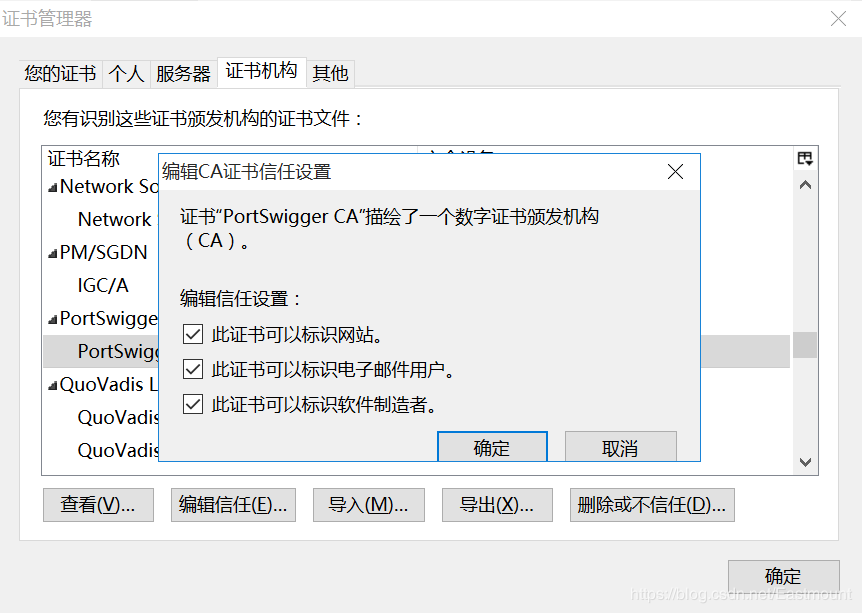 证书管理器
您的证书 个人 服务器 证书机构 其他
您有识别这些证书颁发机构的证书文件：
证书名称
Network
PM/SGDN
IGC/A
PortSwigge
PortSwigg
QuoVadis L
QuoVadis
QuoVadis
编辑CA证书信任设置
证书“PortSwigger CA”描绘了一个数字证书颁发机构
（CA）。
编辑信任设置：
此证书可以标识网站。
此证书可以标识电子邮件用户。
此证书可以标识软件制造者。
确定 取消
查看(V)... 编辑信任(E)... 导入(M)... 导出(X)... 删除或不信任(D)...
确定
https://blog.csdn.net/Eastmount